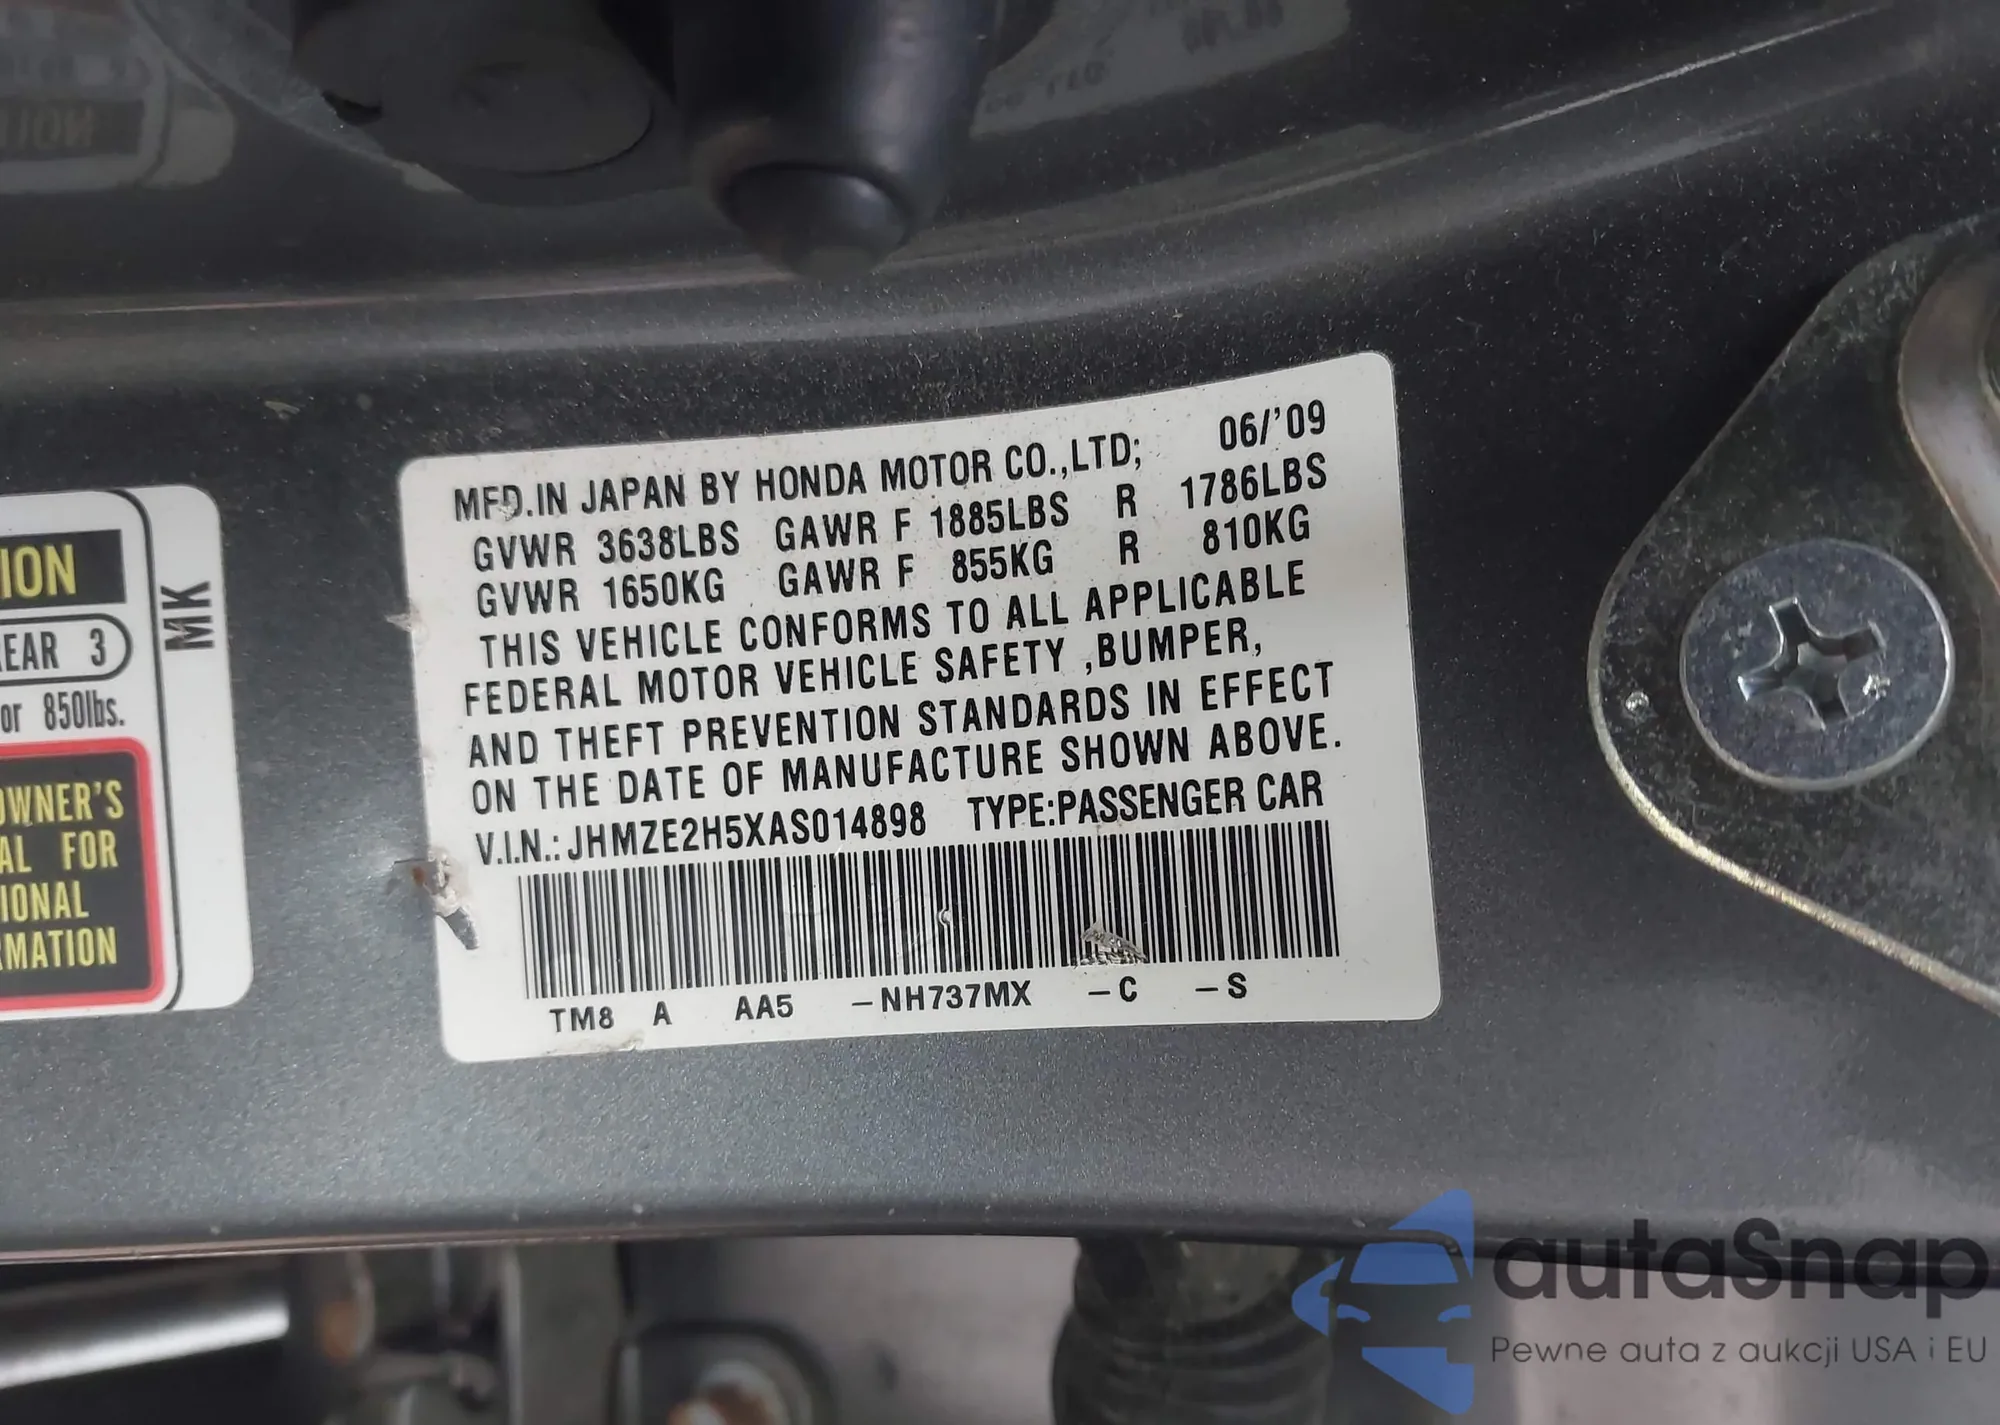 MFD.IN JAPAN BY HONDA MOTOR CO.,LTD; 06/'09
GVWR 3638LBS GAWR F 1885LBS R 1786LBS
GVWR 1650KG GAWR F 855KG R 810KG
THIS VEHICLE CONFORMS TO ALL APPLICABLE
FEDERAL MOTOR VEHICLE SAFETY ,BUMPER,
AND THEFT PREVENTION STANDARDS IN EFFECT
ON THE DATE OF MANUFACTURE SHOWN ABOVE.
V.I.N.: JHMZE2H5XAS014898 TYPE:PASSENGER CAR
TM8 A AA5 -NH737MX -C -S
ION
EAR 3
or 850lbs.
OWNER'S
AL FOR
IONAL
RMATION
MK
autoSnap
Pewne auta z aukcji USA i EU